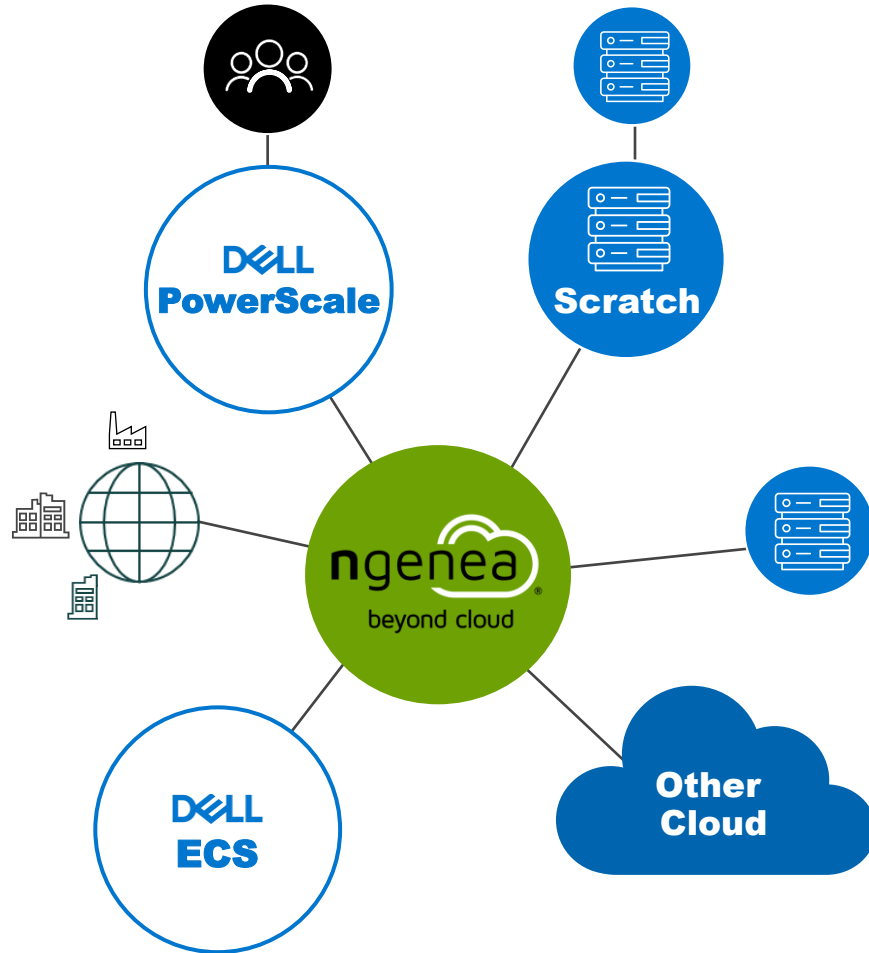 DELL
PowerScale
Scratch
ngenea®
beyond cloud
Other
Cloud
DELL
ECS